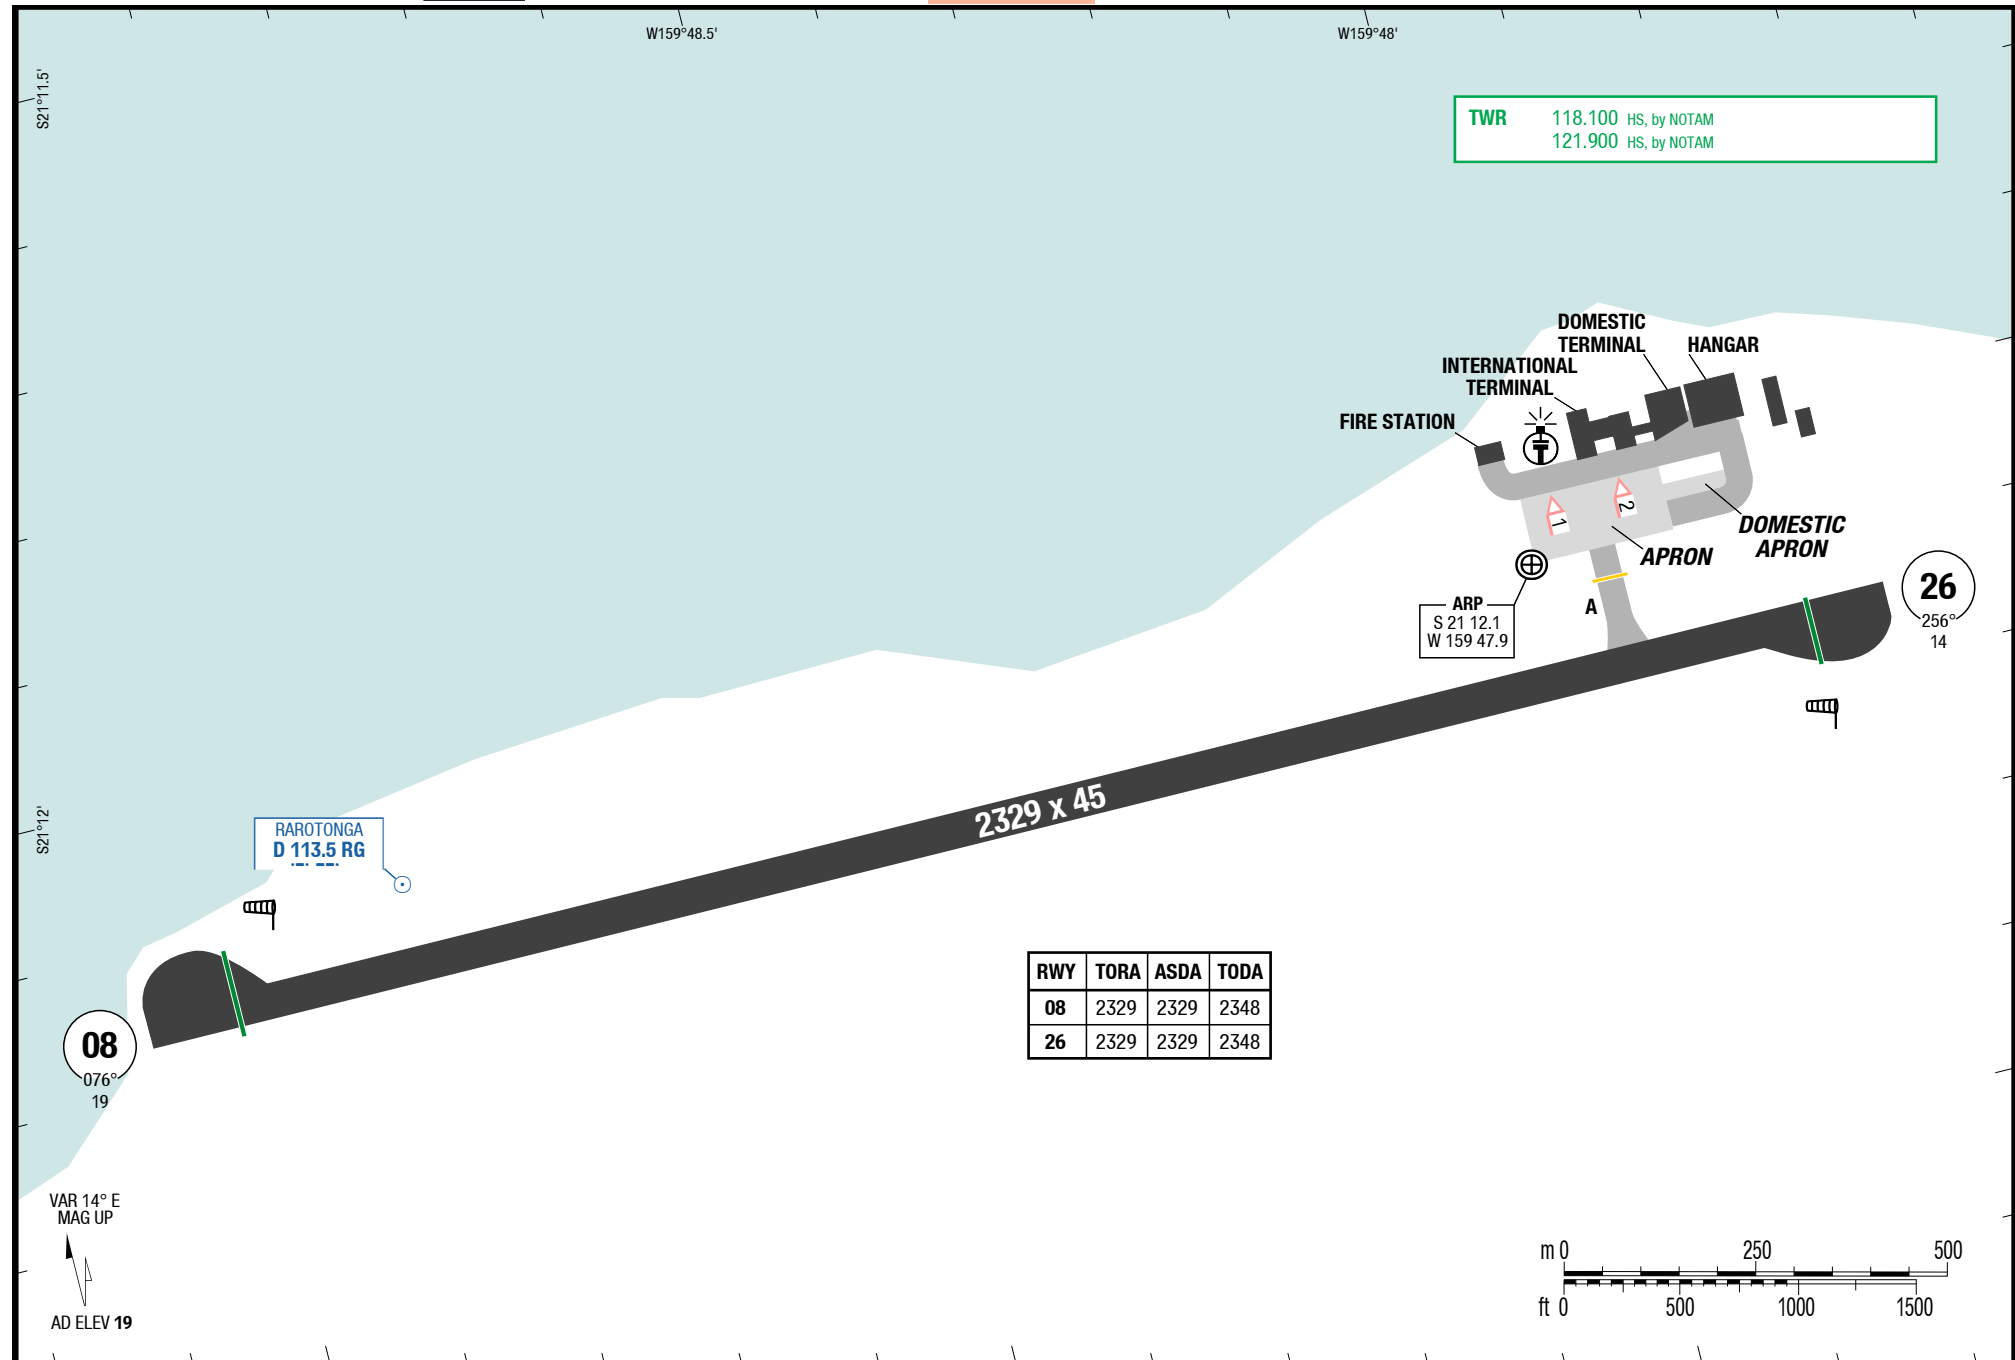 W159°48.5'
W159°48'
S21°11.5'
TWR 118.100 HS, by NOTAM
121.900 HS, by NOTAM
DOMESTIC
TERMINAL
HANGAR
INTERNATIONAL
TERMINAL
FIRE STATION
1
2
DOMESTIC
APRON
APRON
A
ARP
S 21 12.1
W 159 47.9
26
256°
14
2329 x 45
S21°12'
RAROTONGA
D 113.5 RG
08
076°
19
RWY TORA ASDA TODA
08 2329 2329 2348
26 2329 2329 2348
VAR 14° E
MAG UP
AD ELEV 19
m 0 250 500
ft 0 500 1000 1500